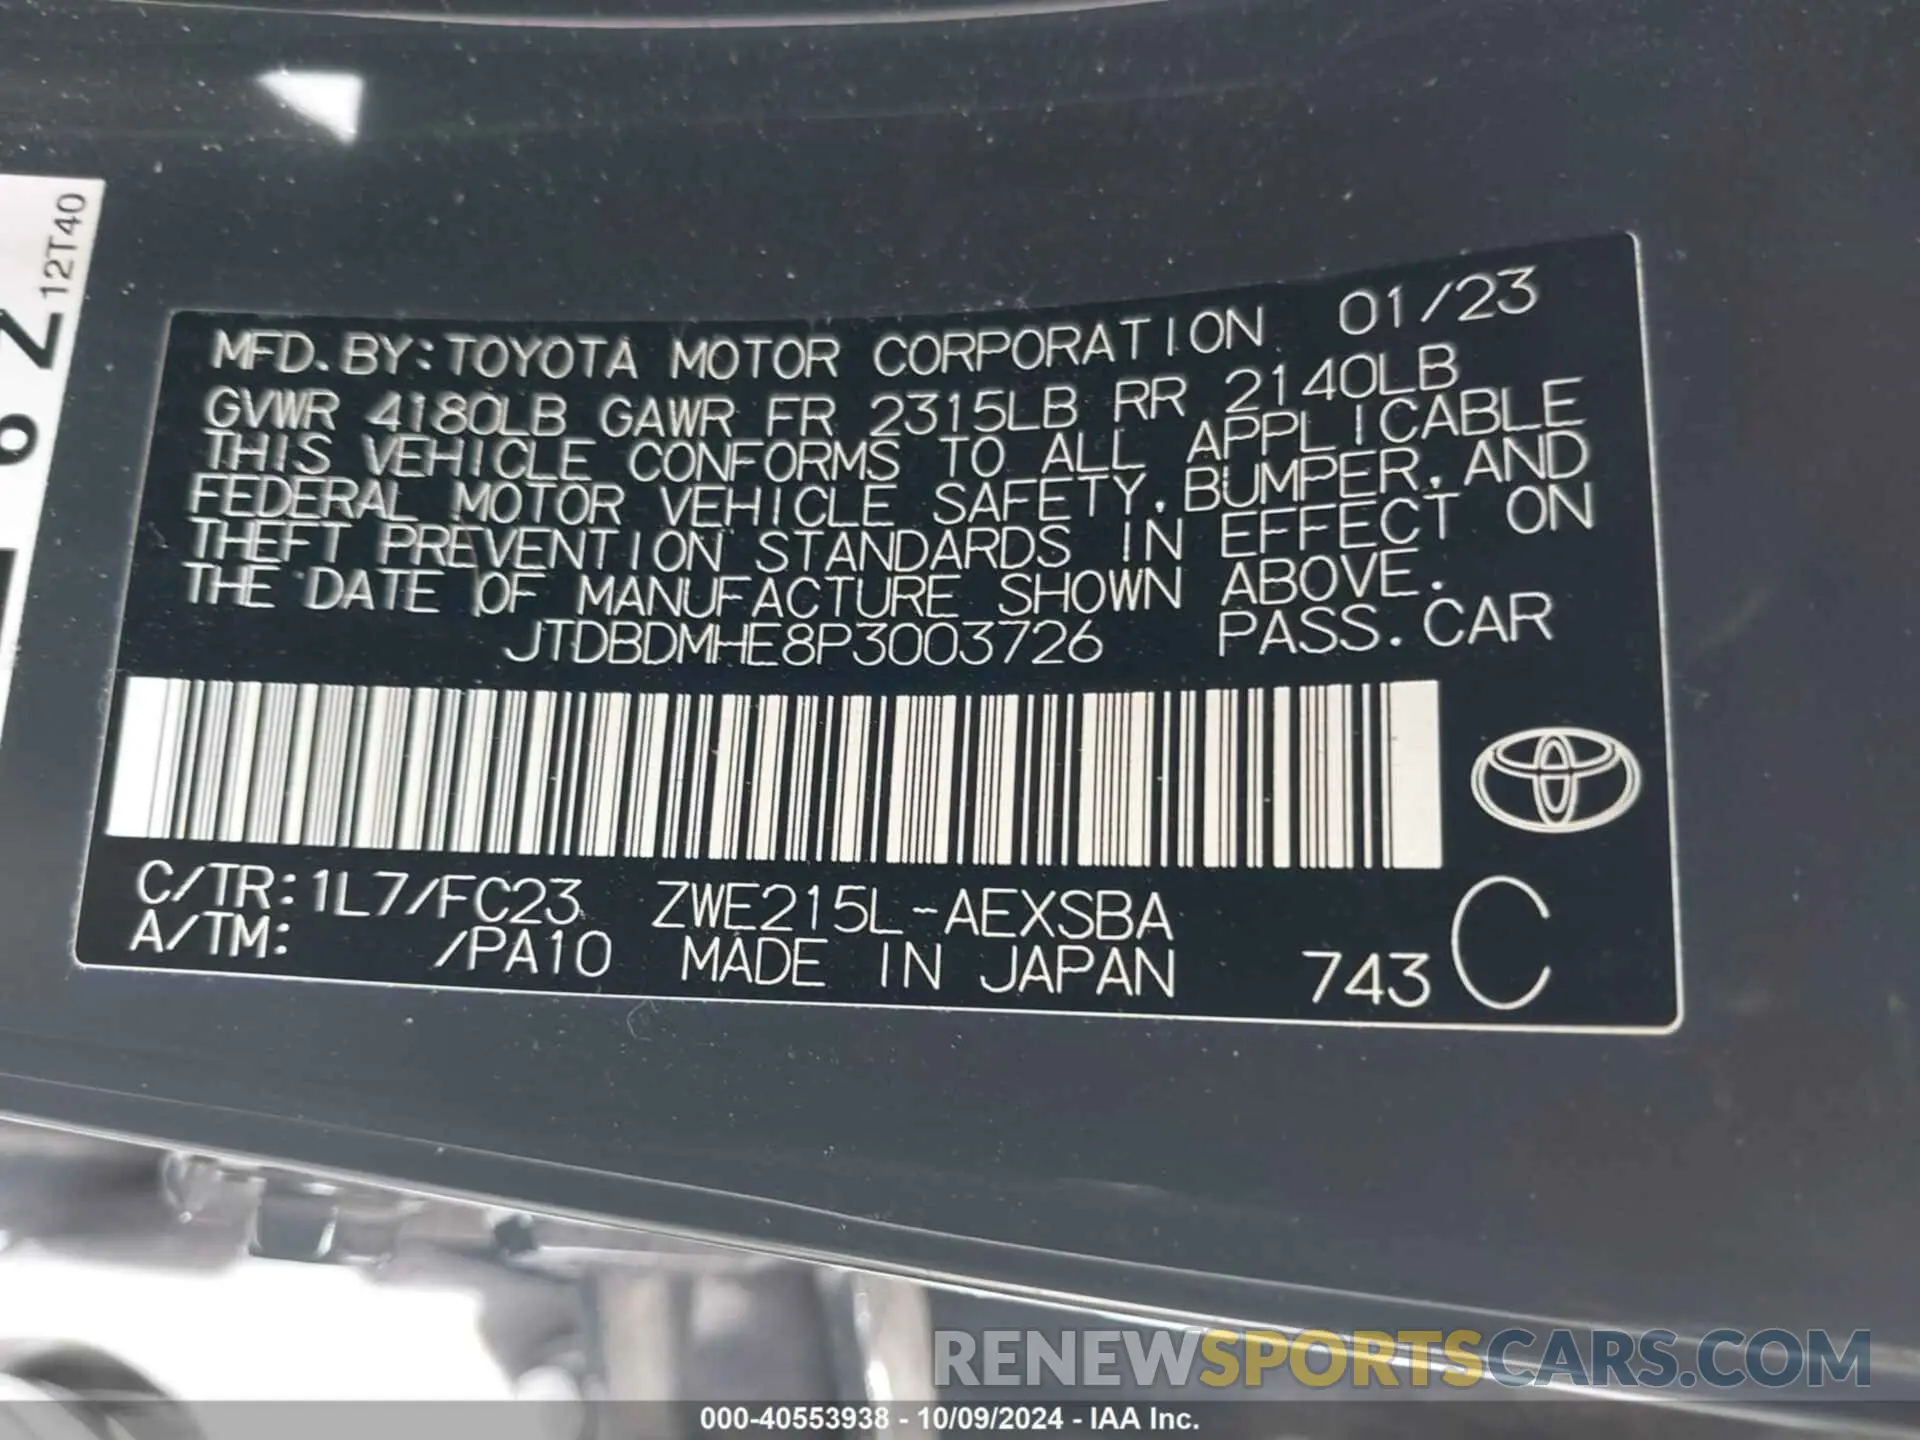 12T40
MFD. BY: TOYOTA MOTOR CORPORATION 01/23
GVWR 4180LB GAWR FR 2315LB RR 2140LB
THIS VEHICLE CONFORMS TO ALL APPLICABLE
FEDERAL MOTOR VEHICLE SAFETY, BUMPER, AND
THEFT PREVENTION STANDARDS IN EFFECT ON
THE DATE OF MANUFACTURE SHOWN ABOVE.
JTDBDMHE8P3003726 PASS. CAR
C/TR: 1L7/FC23 ZWE215L-AEXSBA
A/TM: /PA10 MADE IN JAPAN 743 C
RENEWSPORTSCARS.COM
000-40553938 - 10/09/2024 - IAA Inc.